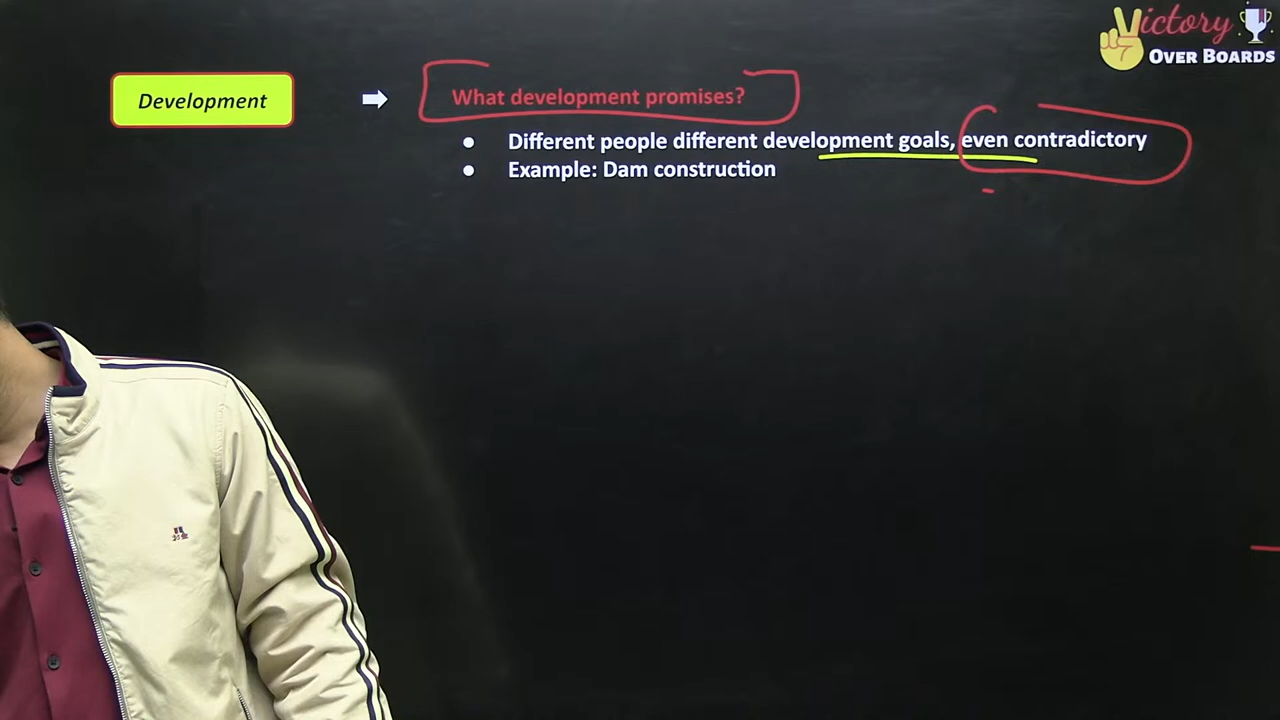 Victory
OVER BOARDS
Development
What development promises?
● Different people different development goals, even contradictory
● Example: Dam construction